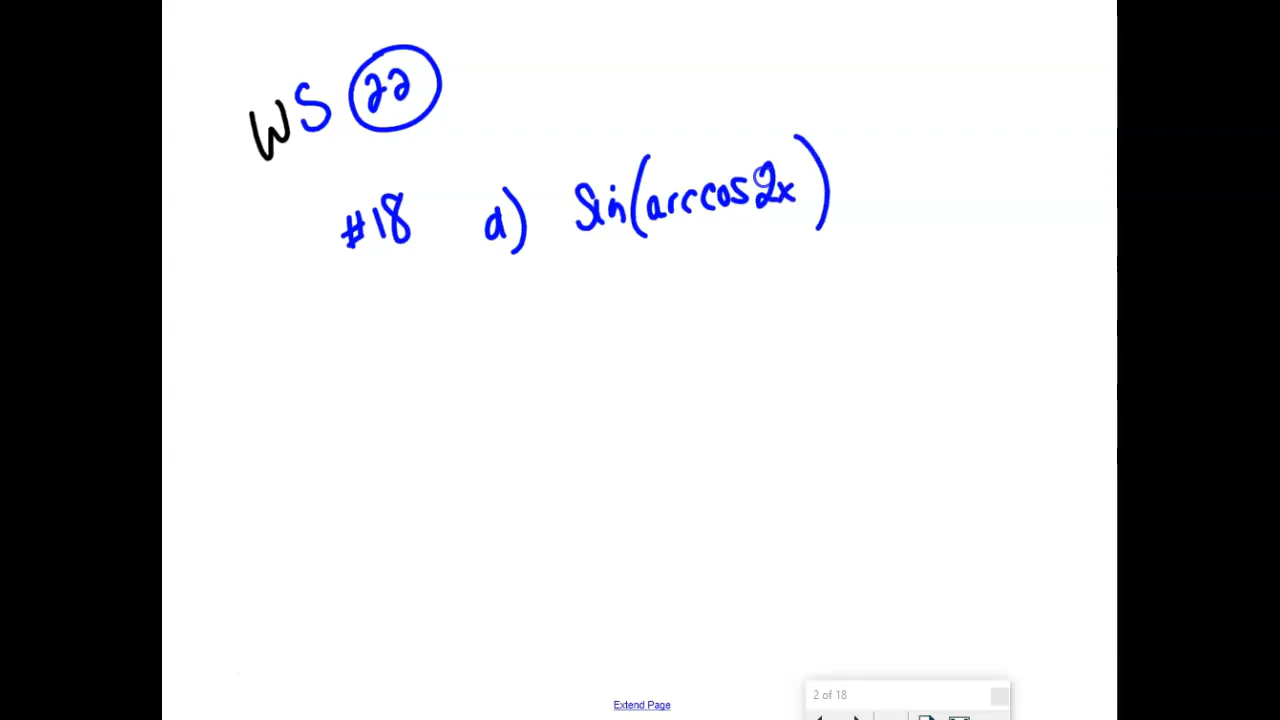 WS 22
#18 a) Sin(arccos2x)
2 of 18
Extend Page